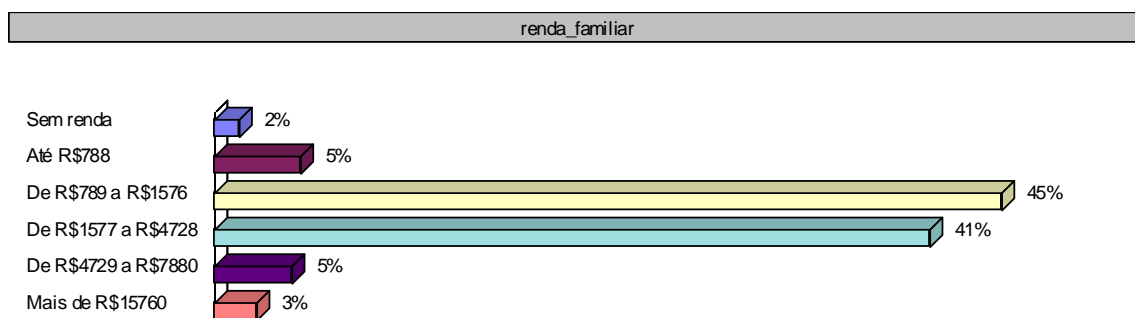 renda_familiar
Sem renda 2%
Até R$788 5%
De R$789 a R$1576 45%
De R$1577 a R$4728 41%
De R$4729 a R$7880 5%
Mais de R$15760 3%